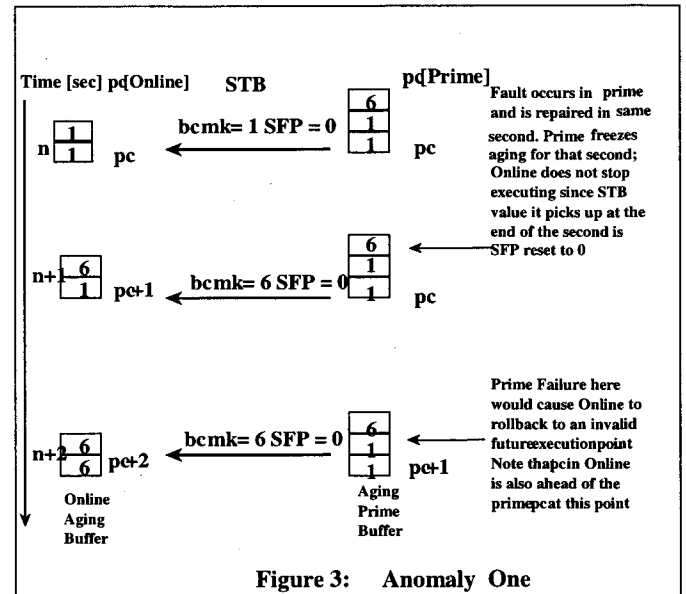 Time [sec] pc[Online] STB pc[Prime]
6
1
1
1
1
n
pc
bcmk= 1 SFP = 0
pc
Fault occurs in prime
and is repaired in same
second. Prime freezes
aging for that second;
Online does not stop
executing since STB
value it picks up at the
end of the second is
SFP reset to 0
n+1
6
1
pc+1
bcmk= 6 SFP = 0
6
1
1
pc
n+2
6
6
pc+2
bcmk= 6 SFP = 0
6
1
1
pc+1
Prime Failure here
would cause Online to
rollback to an invalid
futureexecutionpoint
Note thapcin Online
is also ahead of the
primepcat this point
Online
Aging
Buffer
Aging
Prime
Buffer
Figure 3: Anomaly One